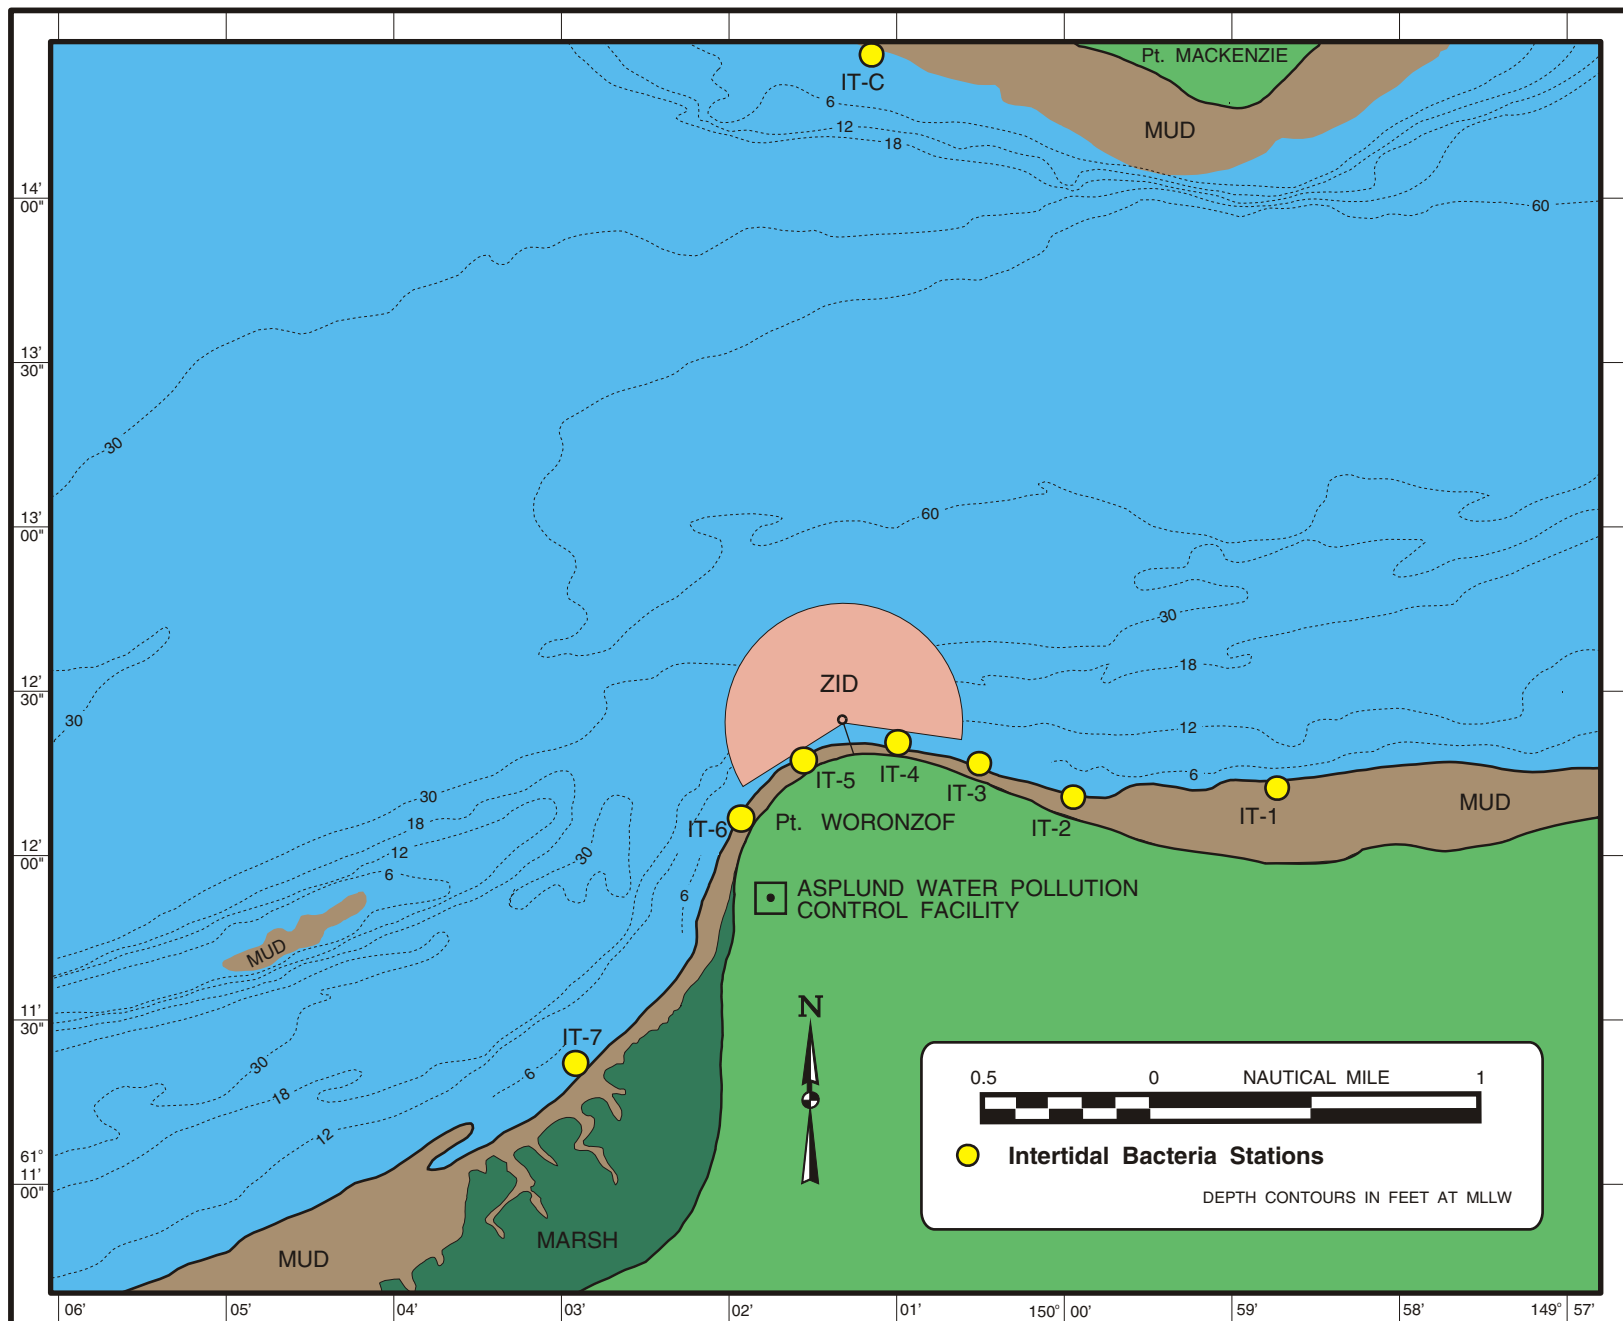 Pt. MACKENZIE
IT-C
6
12
MUD
18
14'
00"
60
13'
30"
30
60
13'
00"
30
18
ZID
12'
30"
30
12
6
IT-5
IT-4
IT-3
IT-2
IT-1
MUD
30
18
12
6
30
IT-6
Pt. WORONZOF
12'
00"
6
ASPLUND WATER POLLUTION
CONTROL FACILITY
MUD
11'
30"
N
IT-7
30
6
18
12
0.5 0 NAUTICAL MILE 1
Intertidal Bacteria Stations
DEPTH CONTOURS IN FEET AT MLLW
61°
11'
00"
MARSH
MUD
06' 05' 04' 03' 02' 01' 150° 00' 59' 58' 149° 57'